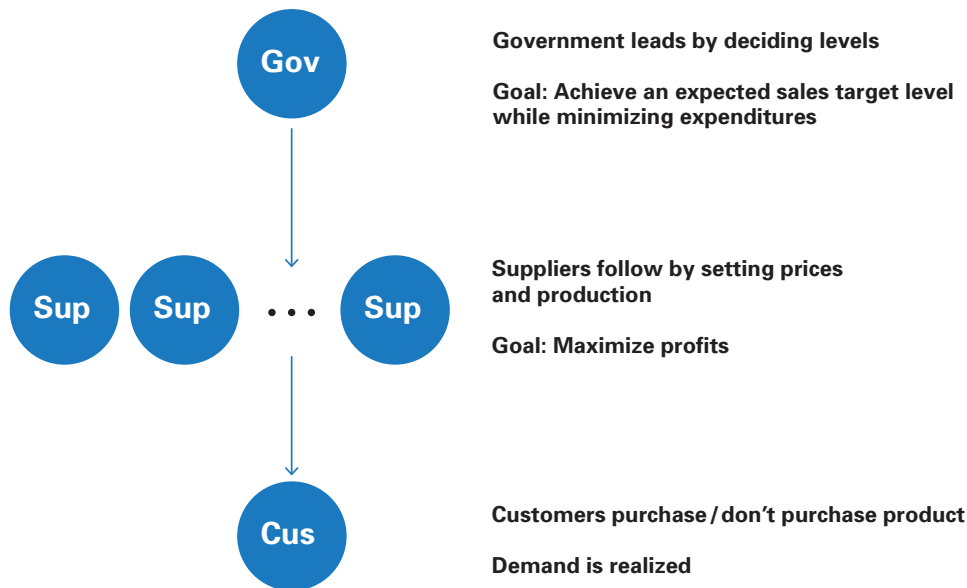 Gov
Government leads by deciding levels
Goal: Achieve an expected sales target level
while minimizing expenditures
Sup
Sup
...
Sup
Suppliers follow by setting prices
and production
Goal: Maximize profits
Cus
Customers purchase / don’t purchase product
Demand is realized